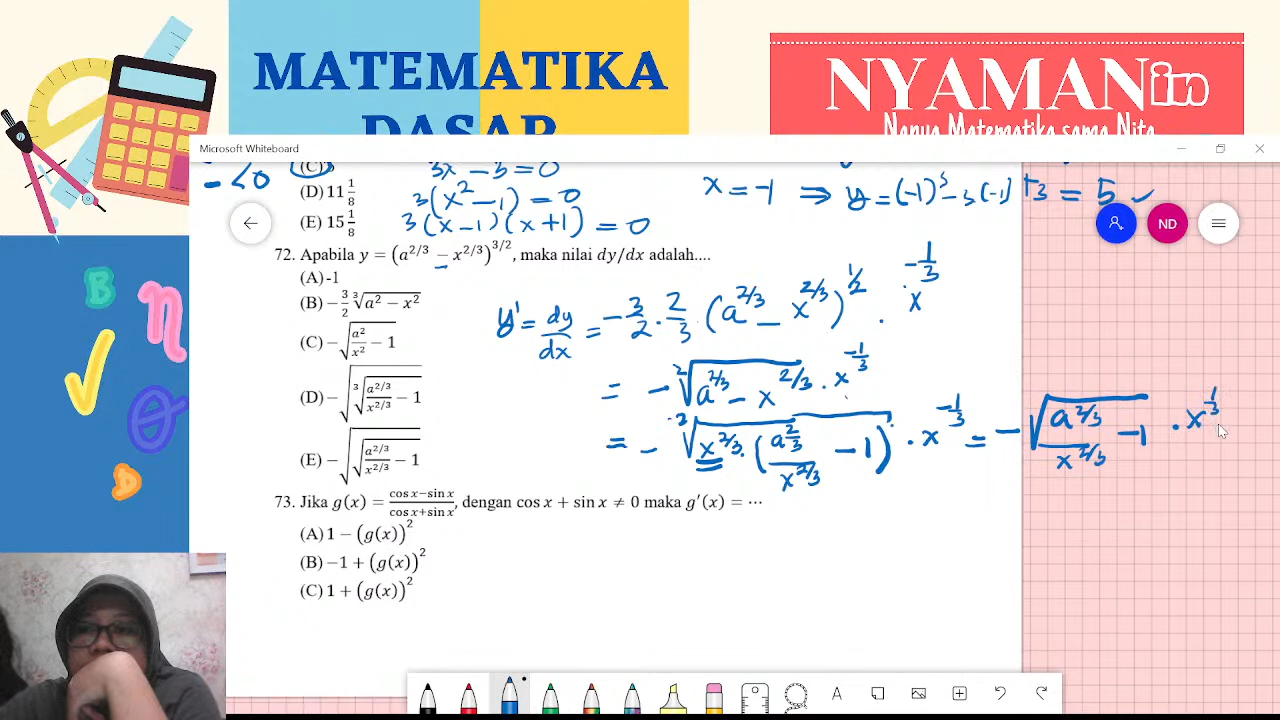 MATEMATIKA
DASAR
NYAMANin
Nanya Matematika sama Nita
Microsoft Whiteboard
- <0
(C) 3
3x - 3 = 0
(D) 11 1/8
3(x² - 1) = 0
x = -1 ⇒ y = (-1)³ - 3(-1) + 3 = 5 ✓
(E) 15 1/8
3(x - 1)(x + 1) = 0
ND
72. Apabila y = (a^{2/3} - x^{2/3})^{3/2}, maka nilai dy/dx adalah....
(A) -1
(B) -3/2 ∛(a² - x²)
(C) -√(a²/x² - 1)
(D) -√(∛(a^{2/3}/x^{2/3} - 1))
(E) -√(√(a^{2/3}/x^{2/3} - 1))
y' = dy/dx = -3/2 · 2/3 (a^{2/3} - x^{2/3})^{1/2} · x^{-1/3}
= -²√(a^{2/3} - x^{2/3}) · x^{-1/3}
= -²√(x^{2/3} · (a^{2/3}/x^{2/3} - 1)) · x^{-1/3} = -√(a^{2/3}/x^{2/3} - 1) · x^{1/3}
73. Jika g(x) = (cos x - sin x)/(cos x + sin x), dengan cos x + sin x ≠ 0 maka g'(x) = ⋯
(A) 1 - (g(x))²
(B) -1 + (g(x))²
(C) 1 + (g(x))²